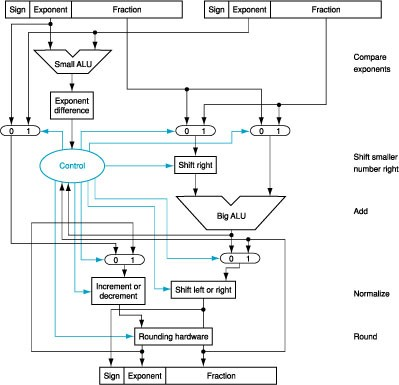 Sign Exponent Fraction Sign Exponent Fraction
Compare
exponents
Small ALU
Exponent
difference
0 1 0 1 0 1
Control
Shift right
Shift smaller
number right
Big ALU
Add
0 1 0 1
Increment or
decrement
Shift left or right
Normalize
Rounding hardware
Round
Sign Exponent Fraction